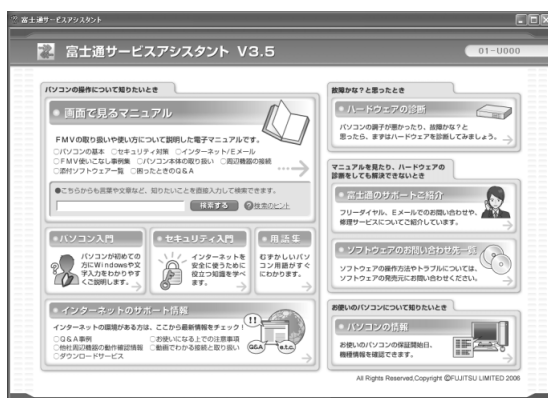 富士通サービスアシスタント
富士通サービスアシスタント V3.5
01-U000
パソコンの操作について知りたいとき
画面で見るマニュアル
FMVの取り扱いや使い方について説明した電子マニュアルです。
○パソコンの基本 ○セキュリティ対策 ○インターネット/Eメール
○FMV使いこなし事例集 ○パソコン本体の取り扱い ○周辺機器の接続
○添付ソフトウェア一覧 ○困ったときのQ&A
●こちらからも言葉や文章など、知りたいことを直接入力して検索できます。
検索する ?検索のヒント
パソコン入門
パソコンが初めての
方にWindowsや文
字入力をわかりやす
くご説明します。
セキュリティ入門
インターネットを
安全に使うために
役立つ知識を学べ
ます。
用語集
むずかしいパソ
コン用語がすぐ
にわかります。
インターネットのサポート情報
インターネットの環境がある方は、ここから最新情報をチェック!
○Q&A事例 ○お使いになる上での注意事項
○他社周辺機器の動作確認情報 ○動画でわかる接続と取り扱い
○ダウンロードサービス
!!
Q&A
e.t.c.
故障かな?と思ったとき
ハードウェアの診断
パソコンの調子が悪かったり、故障かな?と
思ったら、まずはハードウェアを診断してみましょう。
マニュアルを見たり、ハードウェアの
診断をしても解決できないとき
富士通のサポートご紹介
フリーダイヤル、Eメールでのお問い合わせや、
修理サービスについてご紹介しています。
ソフトウェアのお問い合わせ先一覧
ソフトウェアの操作方法やトラブルについては、
ソフトウェアの発売元にお問い合わせください。
お使いのパソコンについて知りたいとき
パソコンの情報
お使いのパソコンの保証開始日、
機種情報を確認できます。
All Rights Reserved,Copyright ©FUJITSU LIMITED 2006